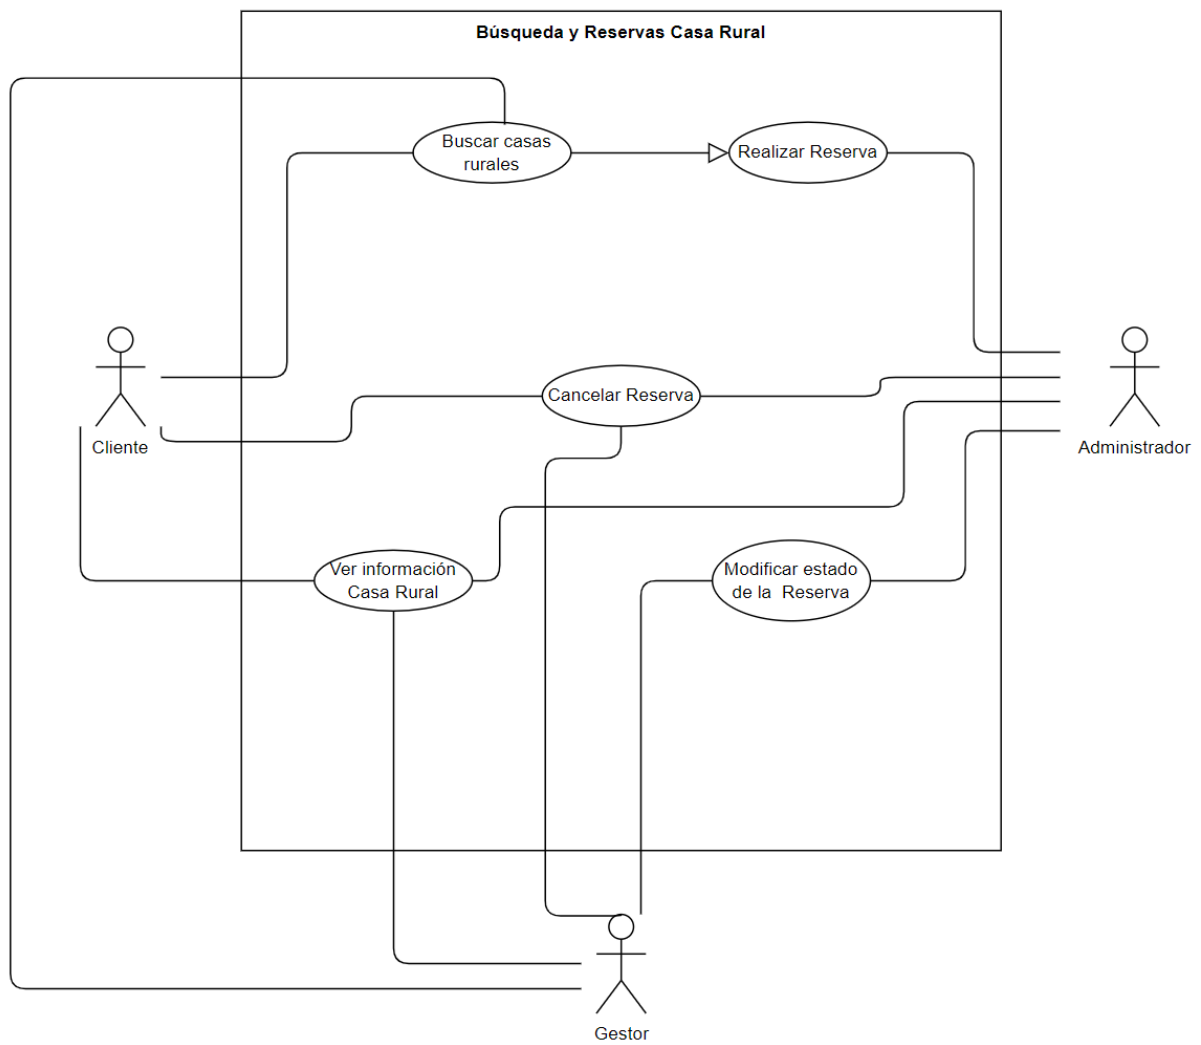 Búsqueda y Reservas Casa Rural
Buscar casas
rurales
Realizar Reserva
Cancelar Reserva
Cliente
Administrador
Ver información
Casa Rural
Modificar estado
de la Reserva
Gestor